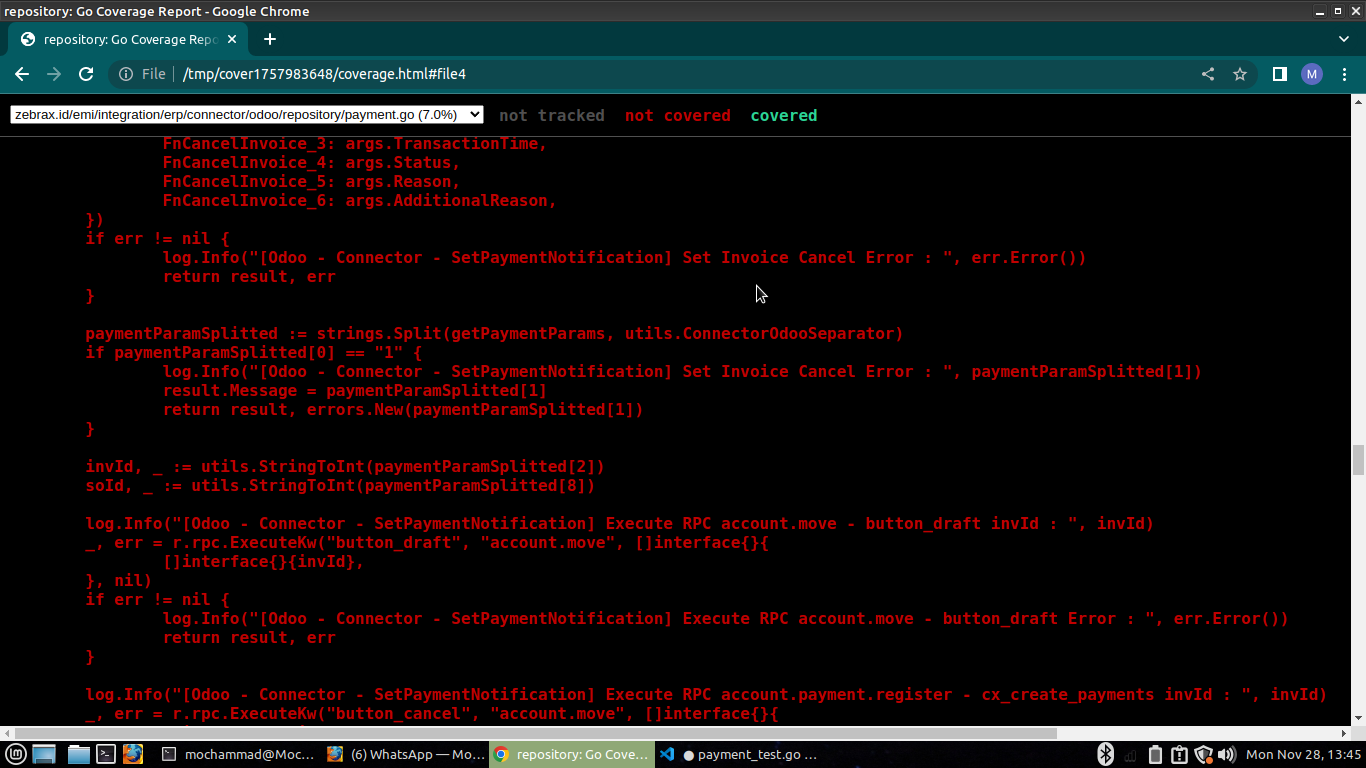 repository: Go Coverage Report - Google Chrome
repository: Go Coverage Repo
File
/tmp/cover1757983648/coverage.html#file4
M
zebrax.id/emi/integration/erp/connector/odoo/repository/payment.go (7.0%)
not tracked not covered covered
FnCancelInvoice_3: args.TransactionTime,
FnCancelInvoice_4: args.Status,
FnCancelInvoice_5: args.Reason,
FnCancelInvoice_6: args.AdditionalReason,
})
if err != nil {
log.Info("[Odoo - Connector - SetPaymentNotification] Set Invoice Cancel Error : ", err.Error())
return result, err
}
paymentParamSplitted := strings.Split(getPaymentParams, utils.ConnectorOdooSeparator)
if paymentParamSplitted[0] == "1" {
log.Info("[Odoo - Connector - SetPaymentNotification] Set Invoice Cancel Error : ", paymentParamSplitted[1])
result.Message = paymentParamSplitted[1]
return result, errors.New(paymentParamSplitted[1])
}
invId, _ := utils.StringToInt(paymentParamSplitted[2])
soId, _ := utils.StringToInt(paymentParamSplitted[8])
log.Info("[Odoo - Connector - SetPaymentNotification] Execute RPC account.move - button_draft invId : ", invId)
_, err = r.rpc.ExecuteKw("button_draft", "account.move", []interface{}{
[]interface{}{invId},
}, nil)
if err != nil {
log.Info("[Odoo - Connector - SetPaymentNotification] Execute RPC account.move - button_draft Error : ", err.Error())
return result, err
}
log.Info("[Odoo - Connector - SetPaymentNotification] Execute RPC account.payment.register - cx_create_payments invId : ", invId)
_, err = r.rpc.ExecuteKw("button_cancel", "account.move", []interface{}{
mochammad@Moc...
(6) WhatsApp — Mo...
repository: Go Cove...
● payment_test.go ...
Mon Nov 28, 13:45